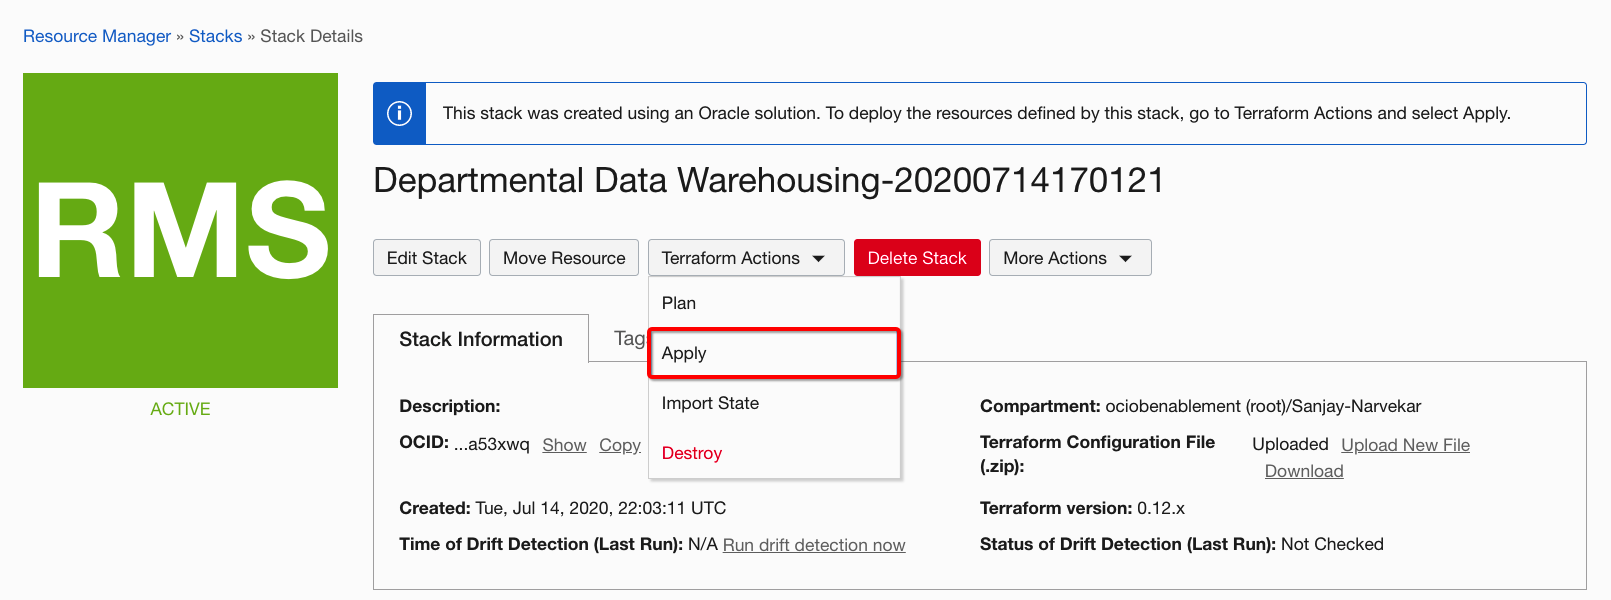 Resource Manager » Stacks » Stack Details
RMS
ACTIVE
This stack was created using an Oracle solution. To deploy the resources defined by this stack, go to Terraform Actions and select Apply.
Departmental Data Warehousing-20200714170121
Edit Stack
Move Resource
Terraform Actions
Delete Stack
More Actions
Plan
Apply
Import State
Destroy
Stack Information
Tags
Description:
OCID: ...a53xwq Show Copy
Created: Tue, Jul 14, 2020, 22:03:11 UTC
Time of Drift Detection (Last Run): N/A Run drift detection now
Compartment: ociobenablement (root)/Sanjay-Narvekar
Terraform Configuration File (.zip): Uploaded Upload New File
Download
Terraform version: 0.12.x
Status of Drift Detection (Last Run): Not Checked